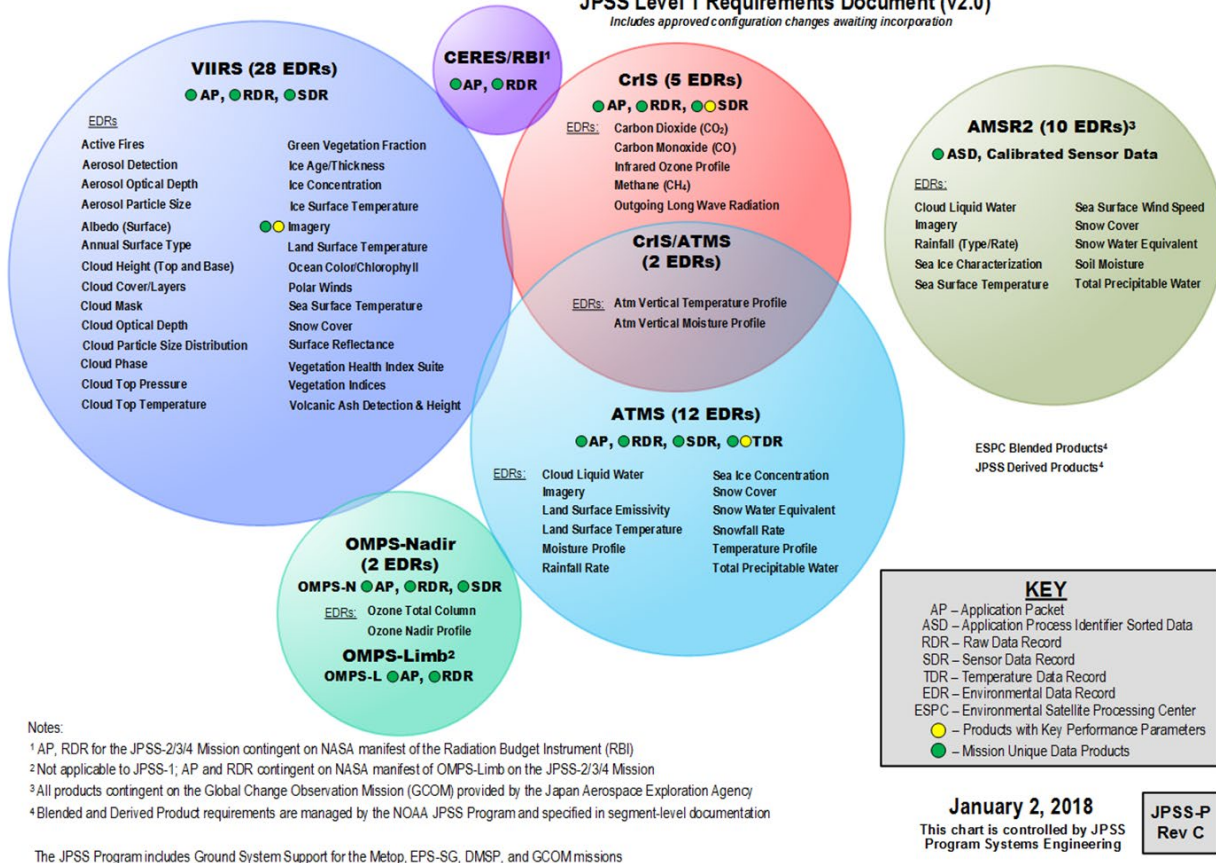 JPSS Level 1 Requirements Document (v2.0)
Includes approved configuration changes awaiting incorporation
VIIRS (28 EDRs)
AP, RDR, SDR
EDRs
Active Fires
Aerosol Detection
Aerosol Optical Depth
Aerosol Particle Size
Albedo (Surface)
Annual Surface Type
Cloud Height (Top and Base)
Cloud Cover/Layers
Cloud Mask
Cloud Optical Depth
Cloud Particle Size Distribution
Cloud Phase
Cloud Top Pressure
Cloud Top Temperature
Green Vegetation Fraction
Ice Age/Thickness
Ice Concentration
Ice Surface Temperature
Imagery
Land Surface Temperature
Ocean Color/Chlorophyll
Polar Winds
Sea Surface Temperature
Snow Cover
Surface Reflectance
Vegetation Health Index Suite
Vegetation Indices
Volcanic Ash Detection & Height
CERES/RBI¹
AP, RDR
CrIS (5 EDRs)
AP, RDR, SDR
EDRs:
Carbon Dioxide (CO₂)
Carbon Monoxide (CO)
Infrared Ozone Profile
Methane (CH₄)
Outgoing Long Wave Radiation
CrIS/ATMS
(2 EDRs)
EDRs: Atm Vertical Temperature Profile
Atm Vertical Moisture Profile
ATMS (12 EDRs)
AP, RDR, SDR, TDR
EDRs:
Cloud Liquid Water
Imagery
Land Surface Emissivity
Land Surface Temperature
Moisture Profile
Rainfall Rate
Sea Ice Concentration
Snow Cover
Snow Water Equivalent
Snowfall Rate
Temperature Profile
Total Precipitable Water
AMSR2 (10 EDRs)³
ASD, Calibrated Sensor Data
EDRs:
Cloud Liquid Water
Imagery
Rainfall (Type/Rate)
Sea Ice Characterization
Sea Surface Temperature
Sea Surface Wind Speed
Snow Cover
Snow Water Equivalent
Soil Moisture
Total Precipitable Water
ESPC Blended Products⁴
JPSS Derived Products⁴
OMPS-Nadir
(2 EDRs)
OMPS-N AP, RDR, SDR
EDRs: Ozone Total Column
Ozone Nadir Profile
OMPS-Limb²
OMPS-L AP, RDR
KEY
AP – Application Packet
ASD – Application Process Identifier Sorted Data
RDR – Raw Data Record
SDR – Sensor Data Record
TDR – Temperature Data Record
EDR – Environmental Data Record
ESPC – Environmental Satellite Processing Center
– Products with Key Performance Parameters
– Mission Unique Data Products
Notes:
¹ AP, RDR for the JPSS-2/3/4 Mission contingent on NASA manifest of the Radiation Budget Instrument (RBI)
² Not applicable to JPSS-1; AP and RDR contingent on NASA manifest of OMPS-Limb on the JPSS-2/3/4 Mission
³ All products contingent on the Global Change Observation Mission (GCOM) provided by the Japan Aerospace Exploration Agency
⁴ Blended and Derived Product requirements are managed by the NOAA JPSS Program and specified in segment-level documentation
The JPSS Program includes Ground System Support for the Metop, EPS-SG, DMSP, and GCOM missions
January 2, 2018
This chart is controlled by JPSS
Program Systems Engineering
JPSS-P
Rev C